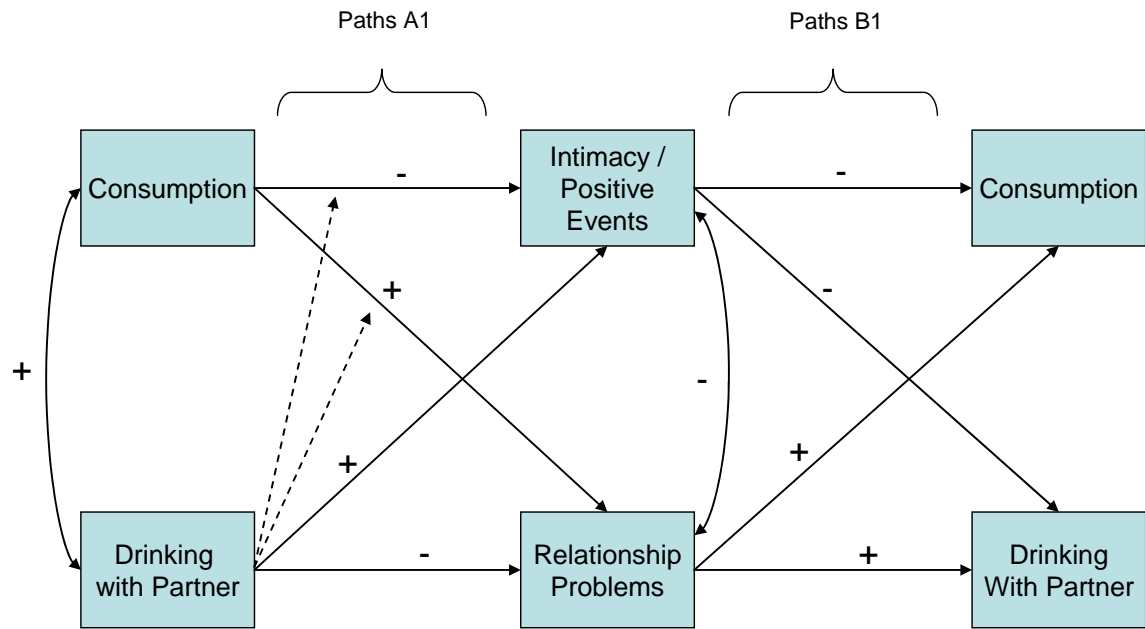 Paths A1
Paths B1
Consumption
-
Intimacy /
Positive
Events
-
Consumption
+
-
+
-
+
+
Drinking
with Partner
-
Relationship
Problems
+
Drinking
With Partner